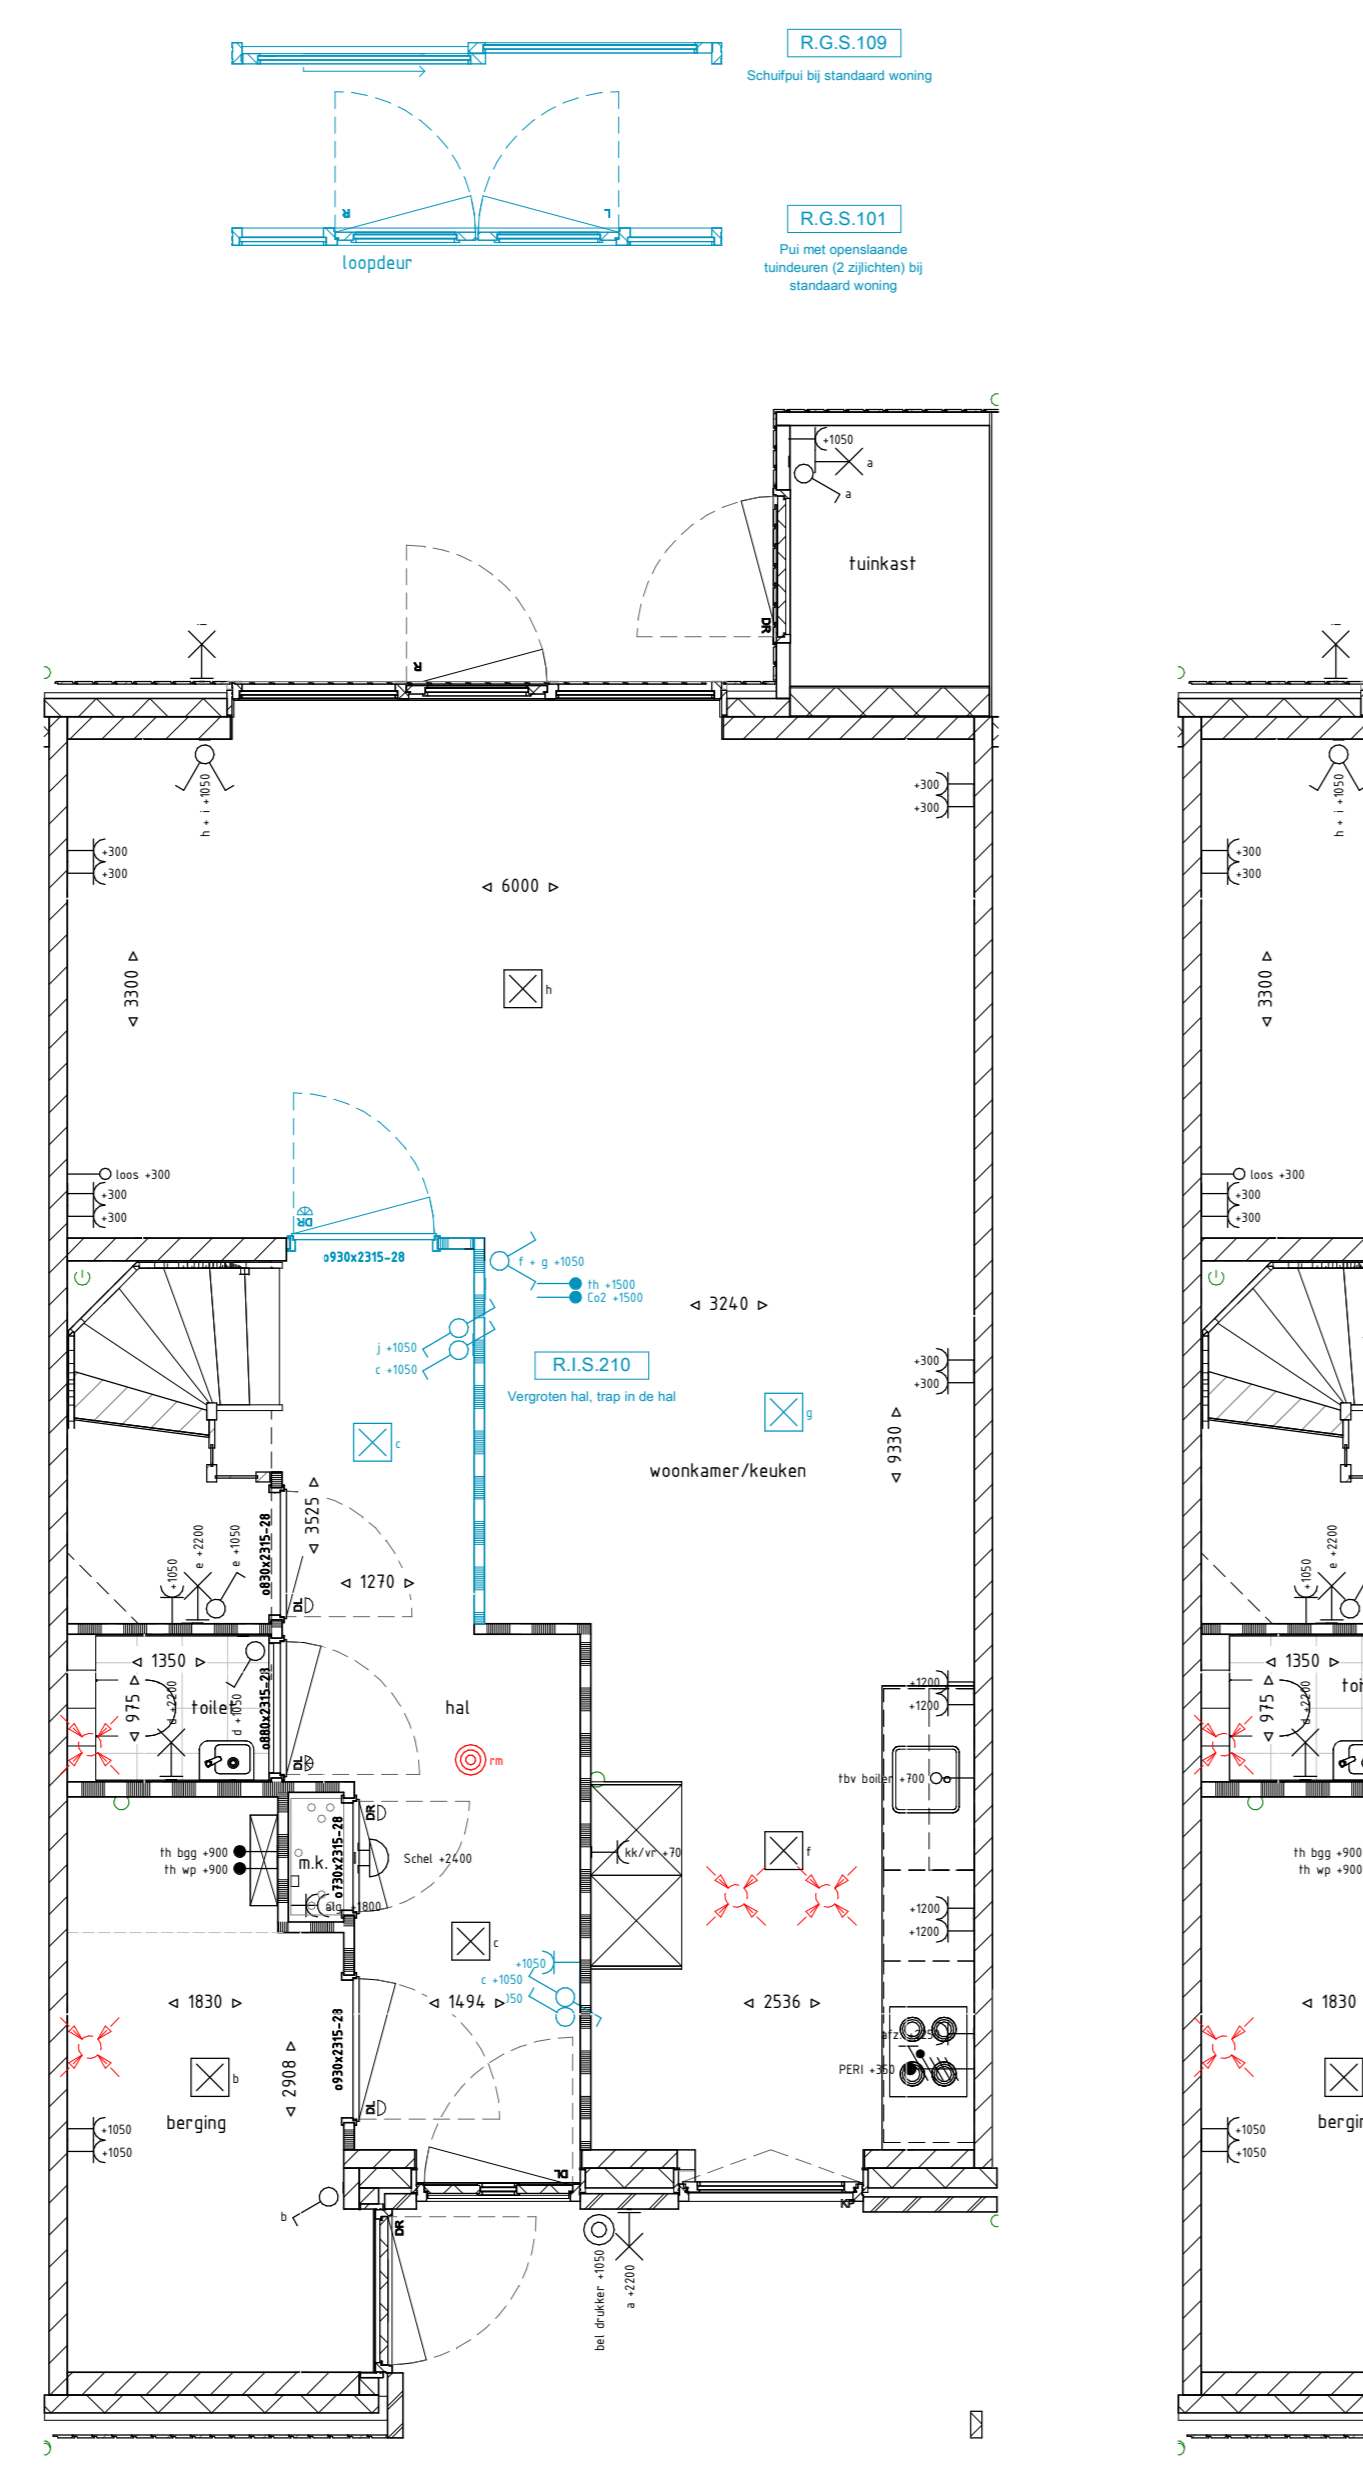 R.G.S.109
Schuifpui bij standaard woning
R
L
R.G.S.101
loopdeur
Pui met openslaande
tuindeuren (2 zijlichten) bij
standaard woning
+1050
a
a
tuinkast
DR
R
h + i +1050
h + i +1050
+300
+300
+300
+300
+300
+300
6000
3300
3300
h
loos +300
+300
+300
loos +300
+300
+300
DR
o930x2315-28
f + g +1050
th +1500
Co2 +1500
3240
j +1050
c +1050
R.I.S.210
Vergroten hal, trap in de hal
+300
+300
c
g
9330
woonkamer/keuken
3525
o830x2315-28
+1050
e +2200
e +1050
+1050
e +2200
1270
DL
1350
1350
975
975
toilet
d +2200
d +1050
d +2200
o880x2315-28
hal
+1200
+1200
DL
rm
tbv boiler +700
DR
th bgg +900
th wp +900
m.k.
o730x2315-28
Schel +2400
kk/vr +70
f
th bgg +900
th wp +900
alg. +1800
+1200
+1200
c
+1050
c +1050
1830
1494
2536
1830
o930x2315-28
2908
PERI +350
b
berging
DL
+1050
+1050
+1050
+1050
DL
b
DR
bel drukker +1050
a +2200